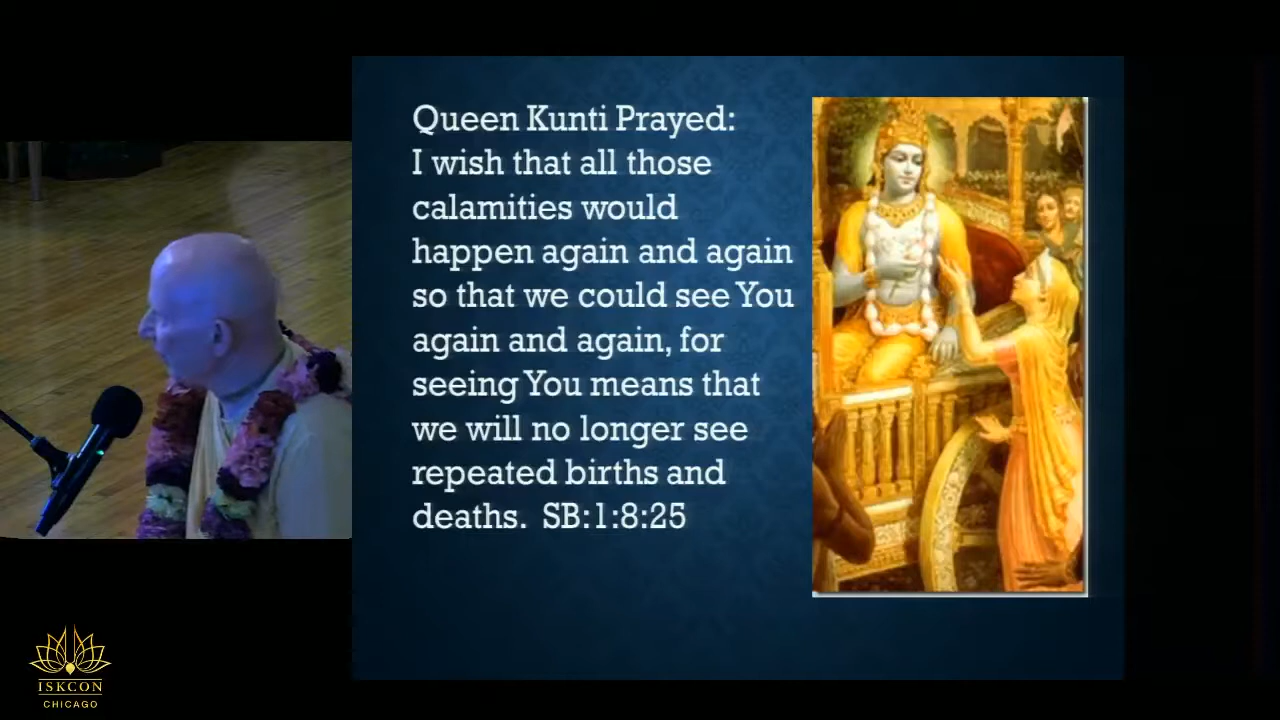 Queen Kunti Prayed:
I wish that all those
calamities would
happen again and again
so that we could see You
again and again, for
seeing You means that
we will no longer see
repeated births and
deaths.  SB:1:8:25
ISKCON
CHICAGO